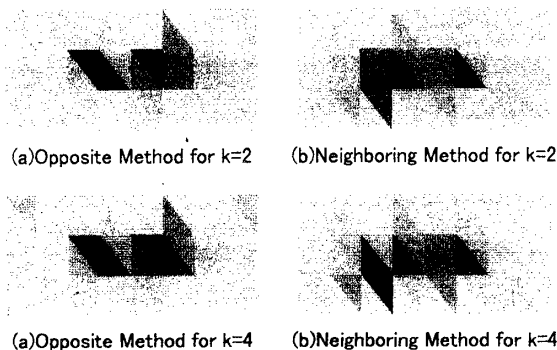 (a)Opposite Method for k=2
(b)Neighboring Method for k=2
(a)Opposite Method for k=4
(b)Neighboring Method for k=4